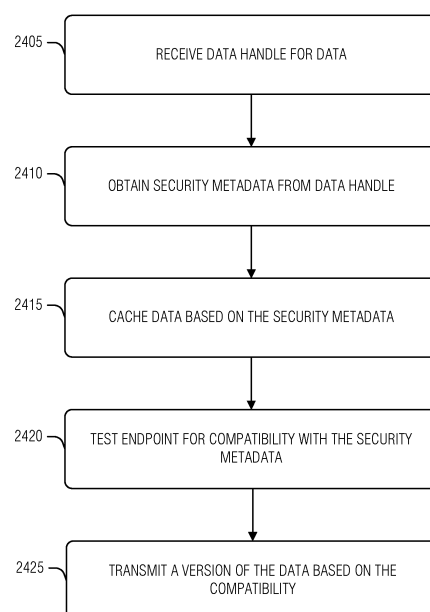 2405
RECEIVE DATA HANDLE FOR DATA
2410
OBTAIN SECURITY METADATA FROM DATA HANDLE
2415
CACHE DATA BASED ON THE SECURITY METADATA
2420
TEST ENDPOINT FOR COMPATIBILITY WITH THE SECURITY
METADATA
2425
TRANSMIT A VERSION OF THE DATA BASED ON THE
COMPATIBILITY